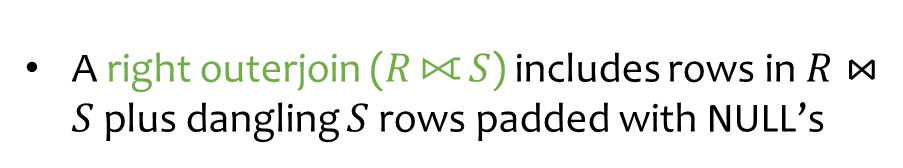 • A right outerjoin (R ⟖ S) includes rows in R ⋈
S plus dangling S rows padded with NULL’s